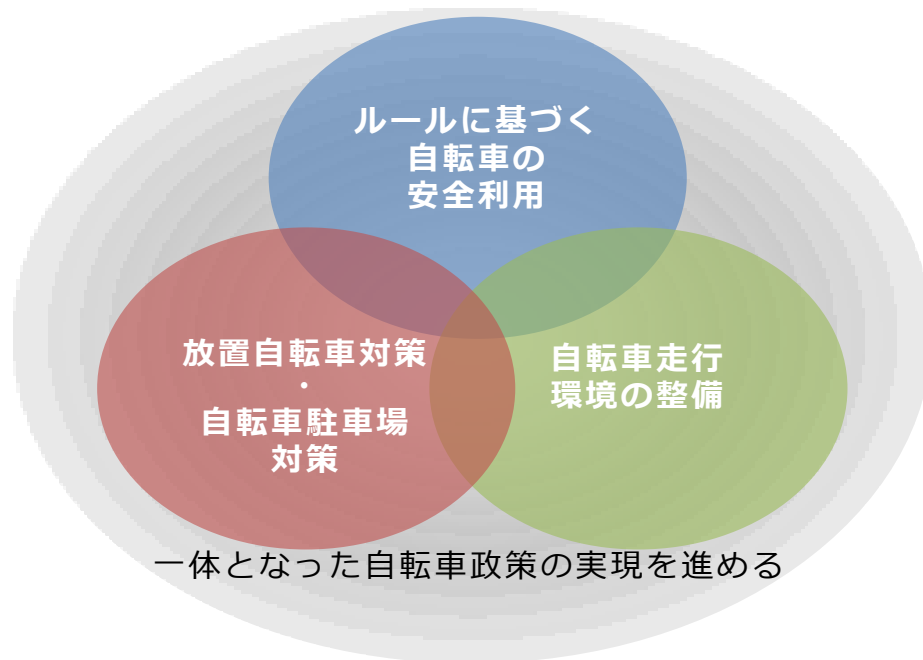 ルールに基づく
自転車の
安全利用
放置自転車対策
・
自転車駐車場
対策
自転車走行
環境の整備
一体となった自転車政策の実現を進める